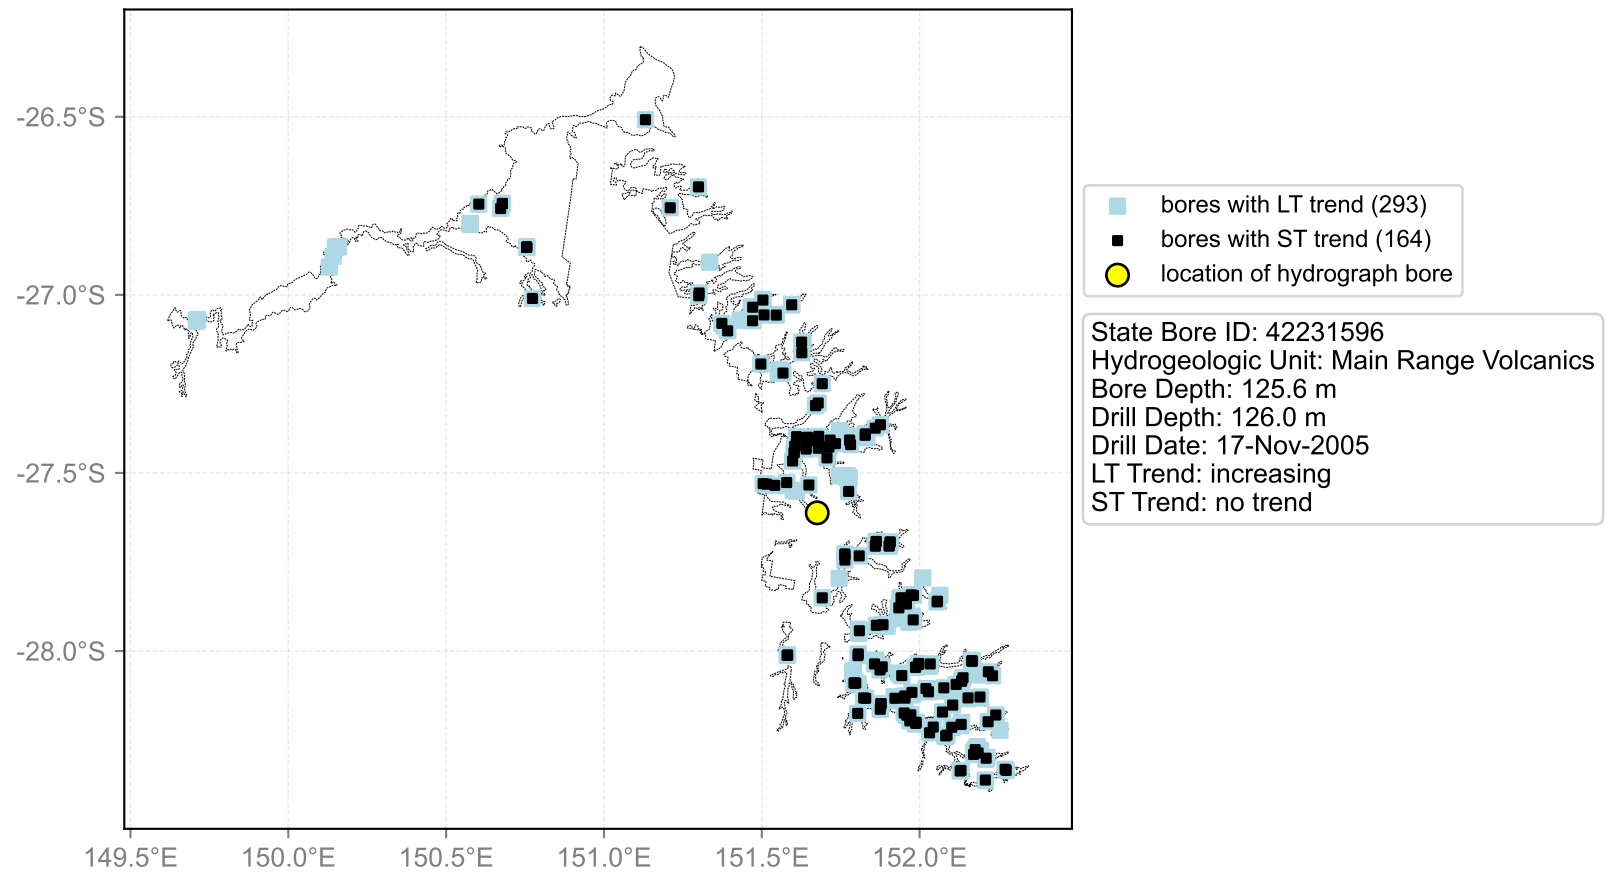 -26.5°S
-27.0°S
-27.5°S
-28.0°S
149.5°E
150.0°E
150.5°E
151.0°E
151.5°E
152.0°E
bores with LT trend (293)
bores with ST trend (164)
location of hydrograph bore
State Bore ID: 42231596
Hydrogeologic Unit: Main Range Volcanics
Bore Depth: 125.6 m
Drill Depth: 126.0 m
Drill Date: 17-Nov-2005
LT Trend: increasing
ST Trend: no trend